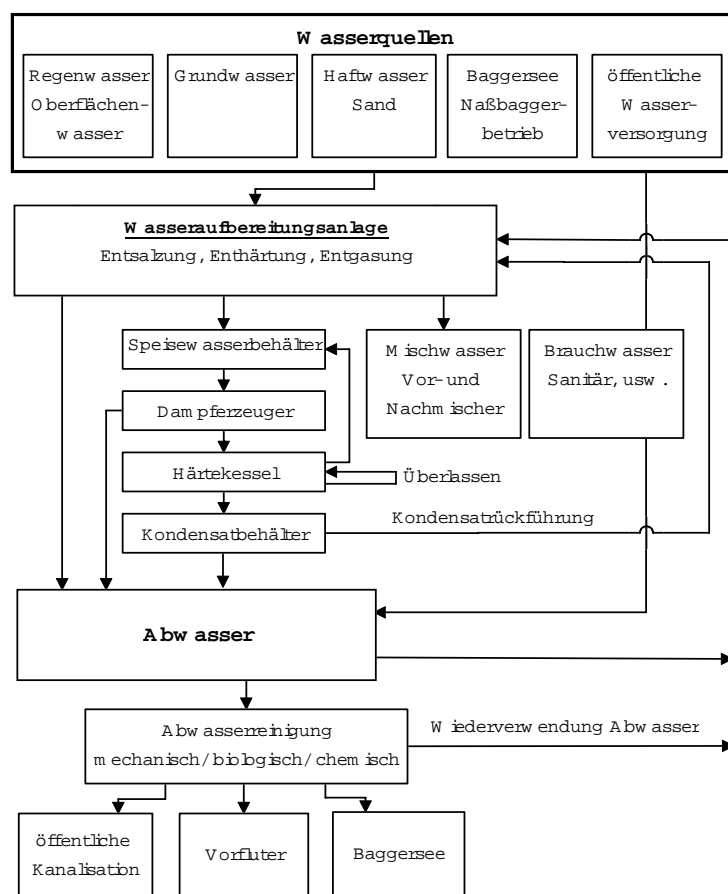 Wasserquellen
Regenwasser
Oberflächen-
wasser
Grundwasser
Haftwasser
Sand
Baggersee
Naßbagger-
betrieb
öffentliche
Wasser-
versorgung
Wasseraufbereitungsanlage
Entsalzung, Enthärtung, Entgasung
Speisewasserbehälter
Mischwasser
Vor- und
Nachmischer
Brauchwasser
Sanitär, usw.
Dampferzeuger
Härtekessel
Überlassen
Kondensatrückführung
Kondensatbehälter
Abwasser
Abwasserreinigung
mechanisch/biologisch/chemisch
Wiederverwendung Abwasser
öffentliche
Kanalisation
Vorfluter
Baggersee